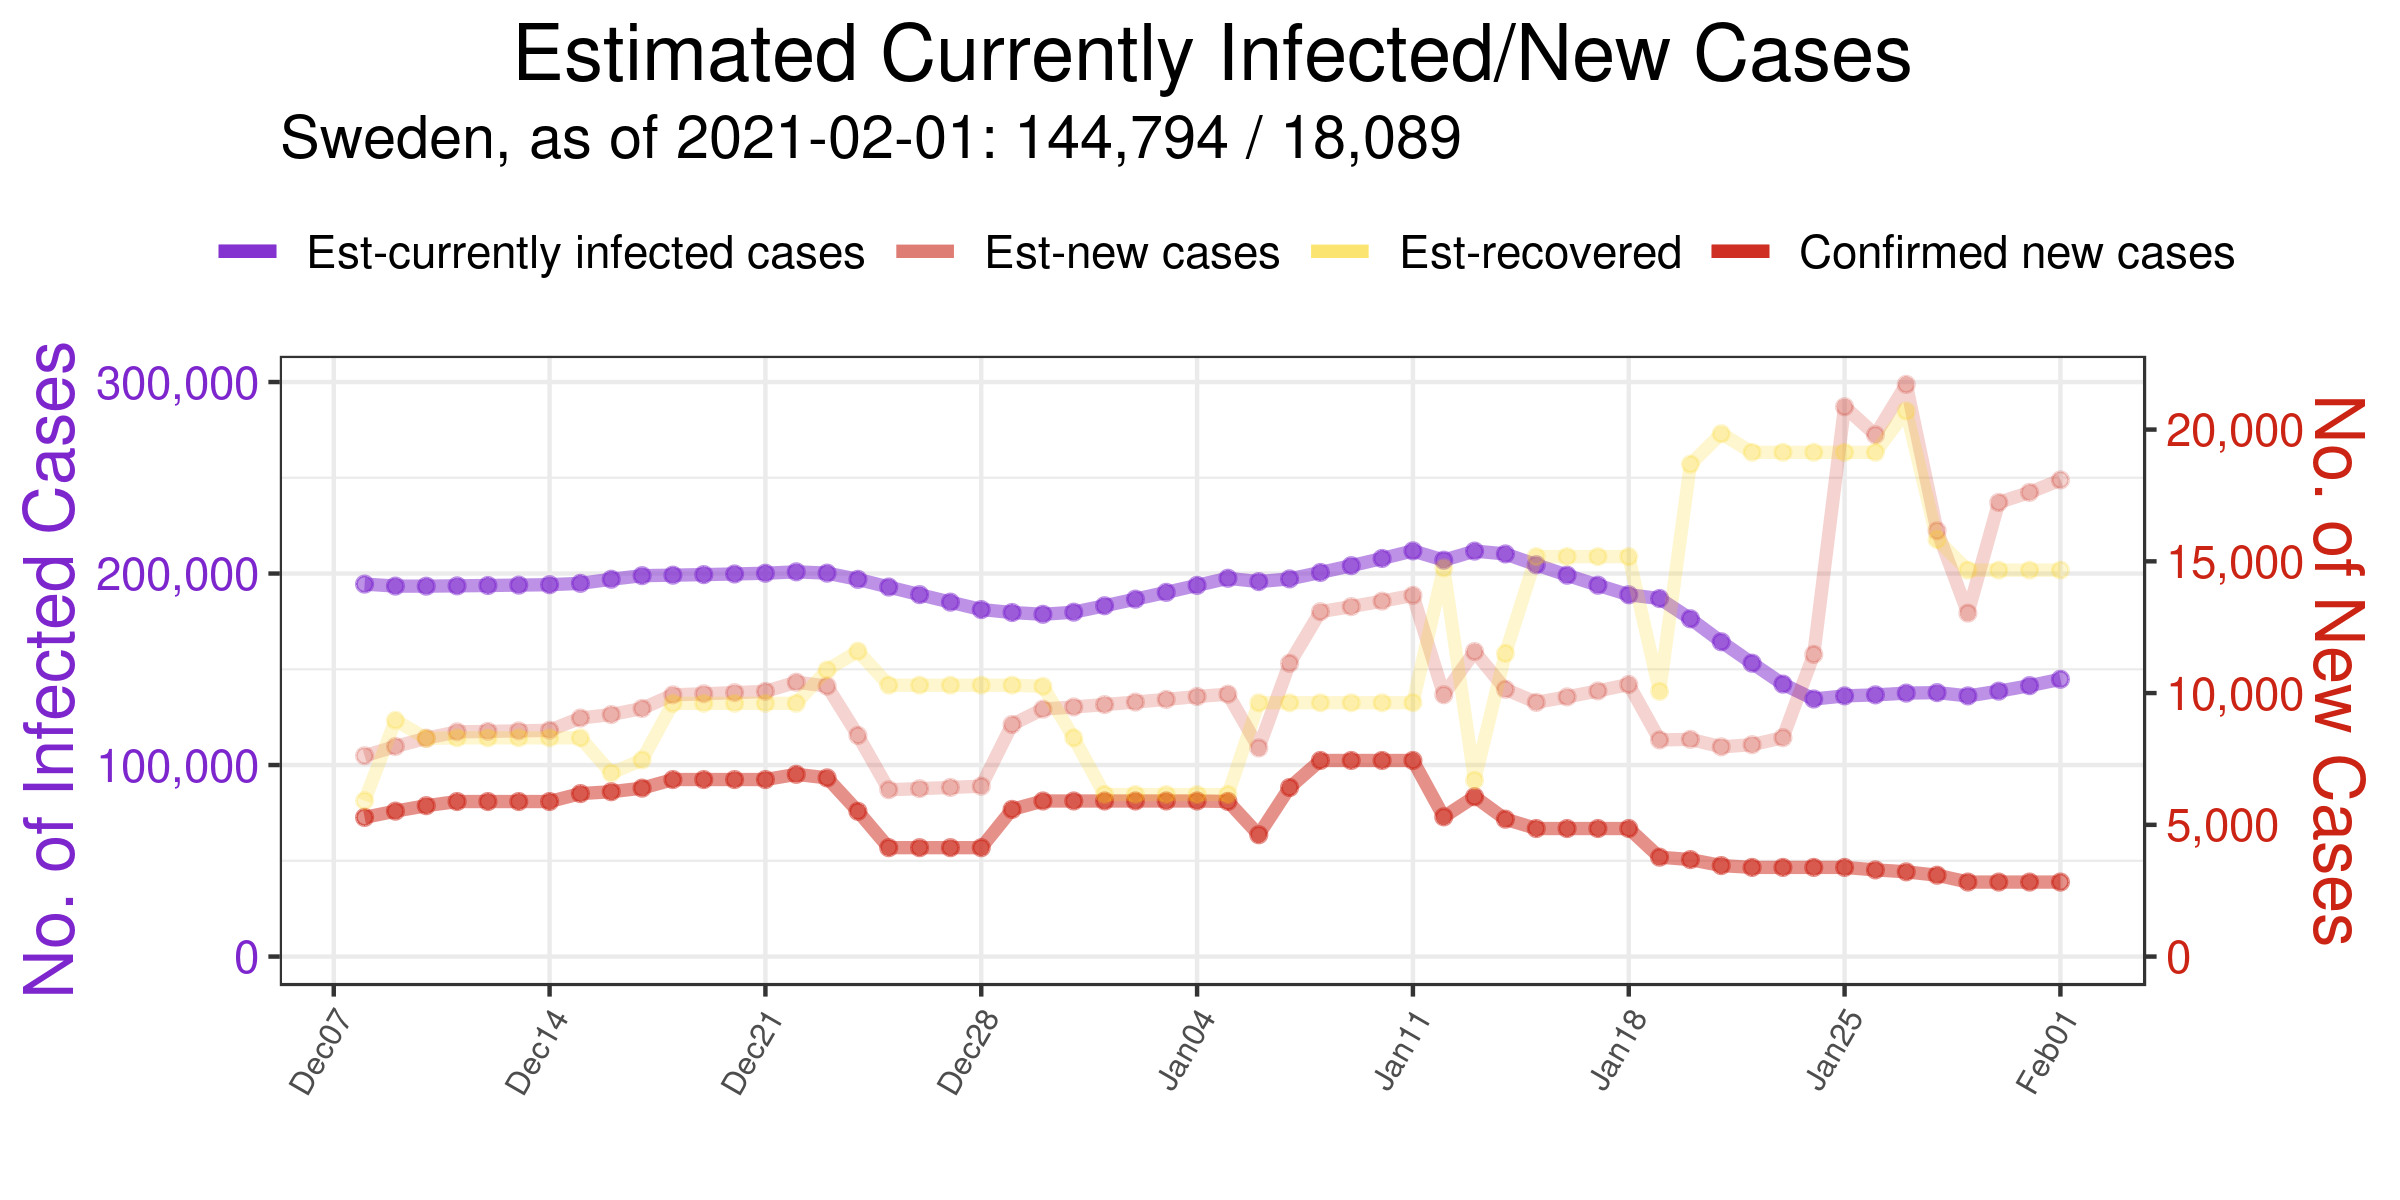 Estimated Currently Infected/New Cases
Sweden, as of 2021-02-01: 144,794 / 18,089
Est-currently infected cases Est-new cases Est-recovered Confirmed new cases
No. of Infected Cases
300,000
200,000
100,000
0
20,000
15,000
10,000
5,000
0
No. of New Cases
Dec07 Dec14 Dec21 Dec28 Jan04 Jan11 Jan18 Jan25 Feb01